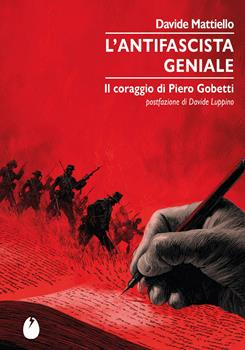 Davide Mattiello
L'ANTIFASCISTA
GENIALE
Il coraggio di Piero Gobetti
postfazione di Davide Luppino